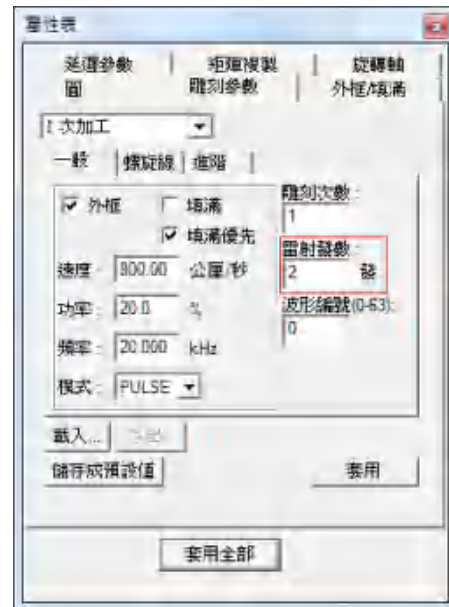 屬性表
延遲參數 矩陣複製 旋轉軸
圖 雕刻參數 外框/填滿
1 次加工
一般 螺旋線 進階
外框 填滿
填滿優先
速度： 800.00 公厘/秒
功率： 20.0 %
頻率： 20.000 kHz
模式： PULSE
雕刻次數：
1
雷射發數：
2 發
波形編號(0-63):
0
載入...
儲存成預設值 套用
套用全部